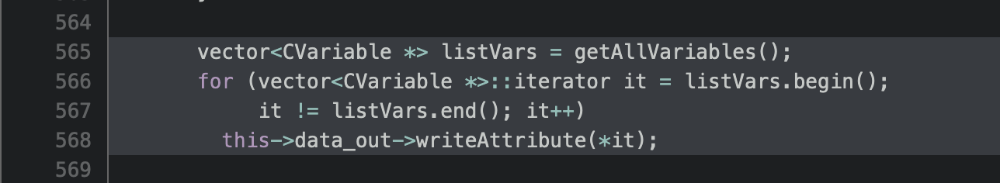 564
565 vector<CVariable *> listVars = getAllVariables();
566 for (vector<CVariable *>::iterator it = listVars.begin();
567 it != listVars.end(); it++)
568 this->data_out->writeAttribute(*it);
569